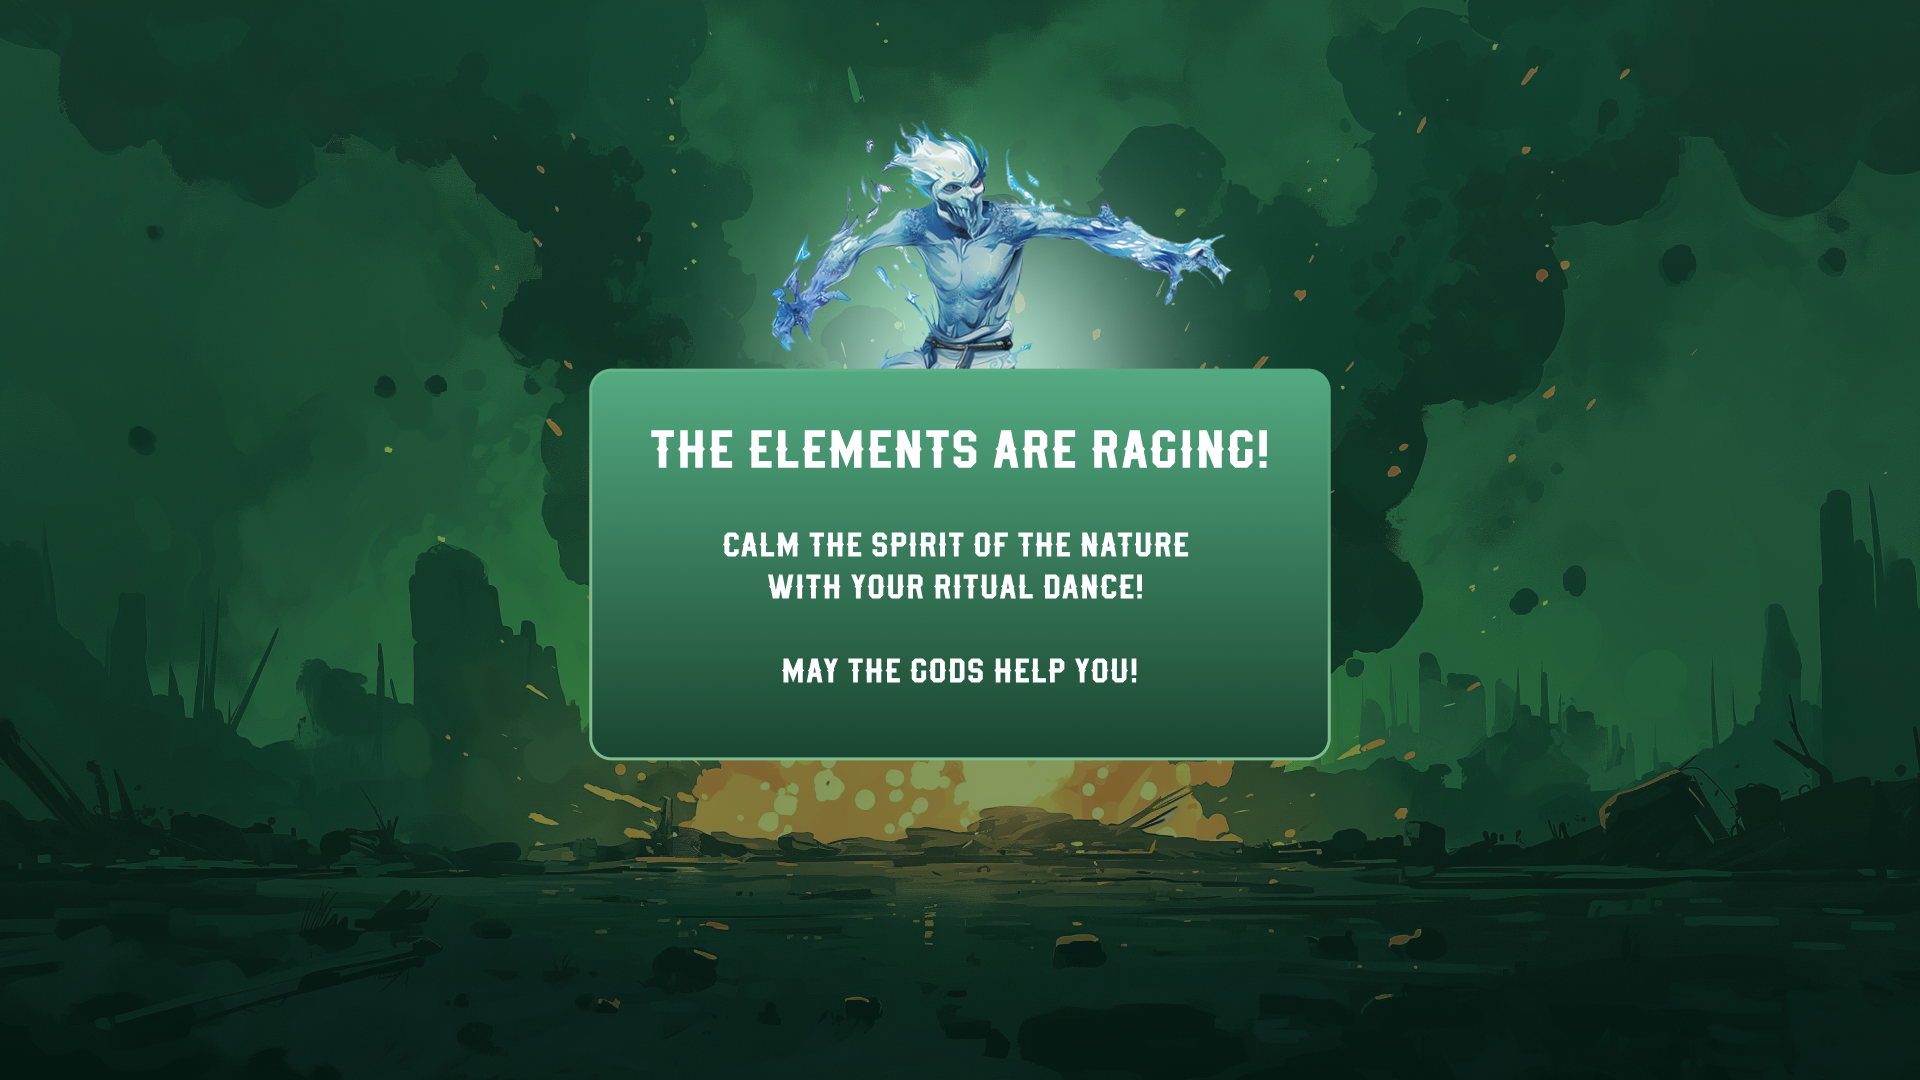 THE ELEMENTS ARE RAGING!
CALM THE SPIRIT OF THE NATURE
WITH YOUR RITUAL DANCE!
MAY THE GODS HELP YOU!